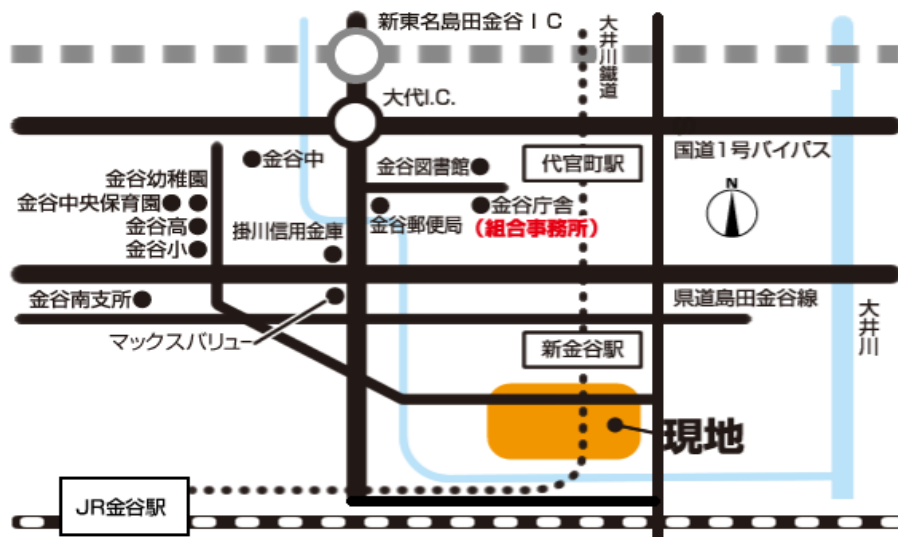 新東名島田金谷IC
大井川鐵道
大代I.C.
国道1号バイパス
金谷中
金谷図書館
代官町駅
金谷幼稚園
金谷中央保育園
金谷高
金谷小
掛川信用金庫
金谷郵便局
金谷庁舎
(組合事務所)
N
金谷南支所
県道島田金谷線
大井川
マックスバリュー
新金谷駅
現地
JR金谷駅